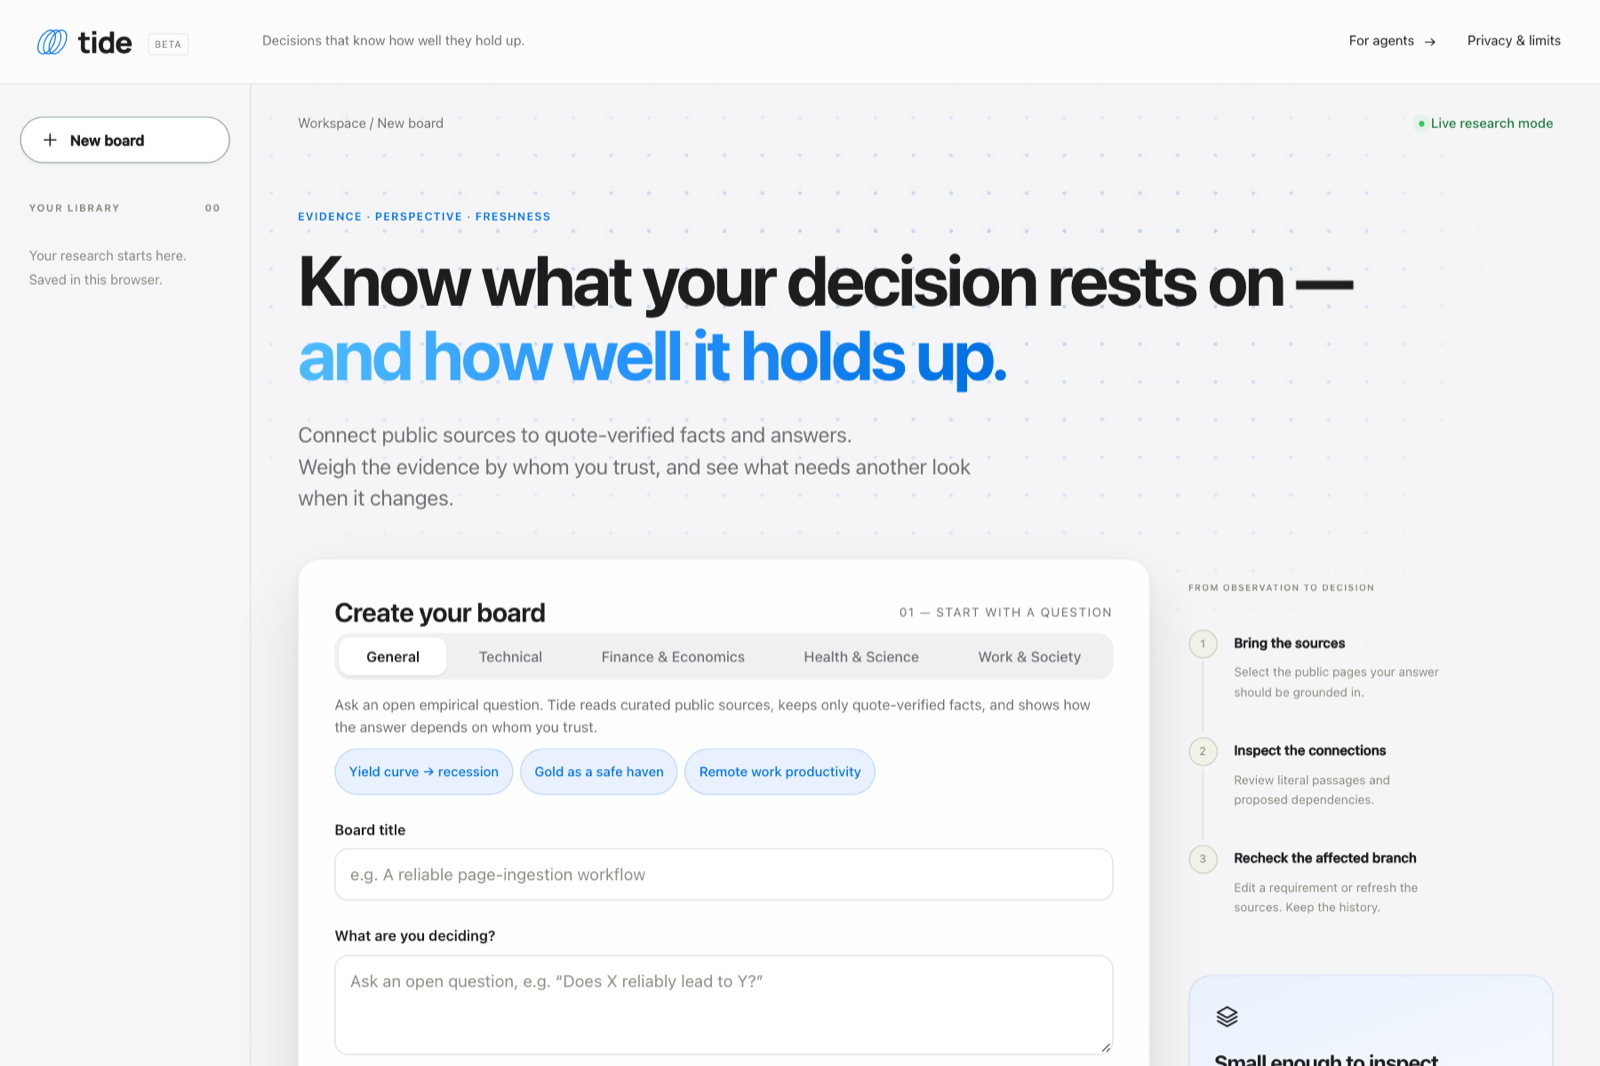 tide
BETA
Decisions that know how well they hold up.
For agents →
Privacy & limits
+ New board
YOUR LIBRARY
00
Your research starts here.
Saved in this browser.
Workspace / New board
Live research mode
EVIDENCE · PERSPECTIVE · FRESHNESS
Know what your decision rests on —
and how well it holds up.
Connect public sources to quote-verified facts and answers.
Weigh the evidence by whom you trust, and see what needs another look
when it changes.
Create your board
01 — START WITH A QUESTION
General
Technical
Finance & Economics
Health & Science
Work & Society
Ask an open empirical question. Tide reads curated public sources, keeps only quote-verified facts, and shows how
the answer depends on whom you trust.
Yield curve → recession
Gold as a safe haven
Remote work productivity
Board title
e.g. A reliable page-ingestion workflow
What are you deciding?
Ask an open question, e.g. “Does X reliably lead to Y?”
FROM OBSERVATION TO DECISION
1
Bring the sources
Select the public pages your answer
should be grounded in.
2
Inspect the connections
Review literal passages and
proposed dependencies.
3
Recheck the affected branch
Edit a requirement or refresh the
sources. Keep the history.
Small enough to inspect